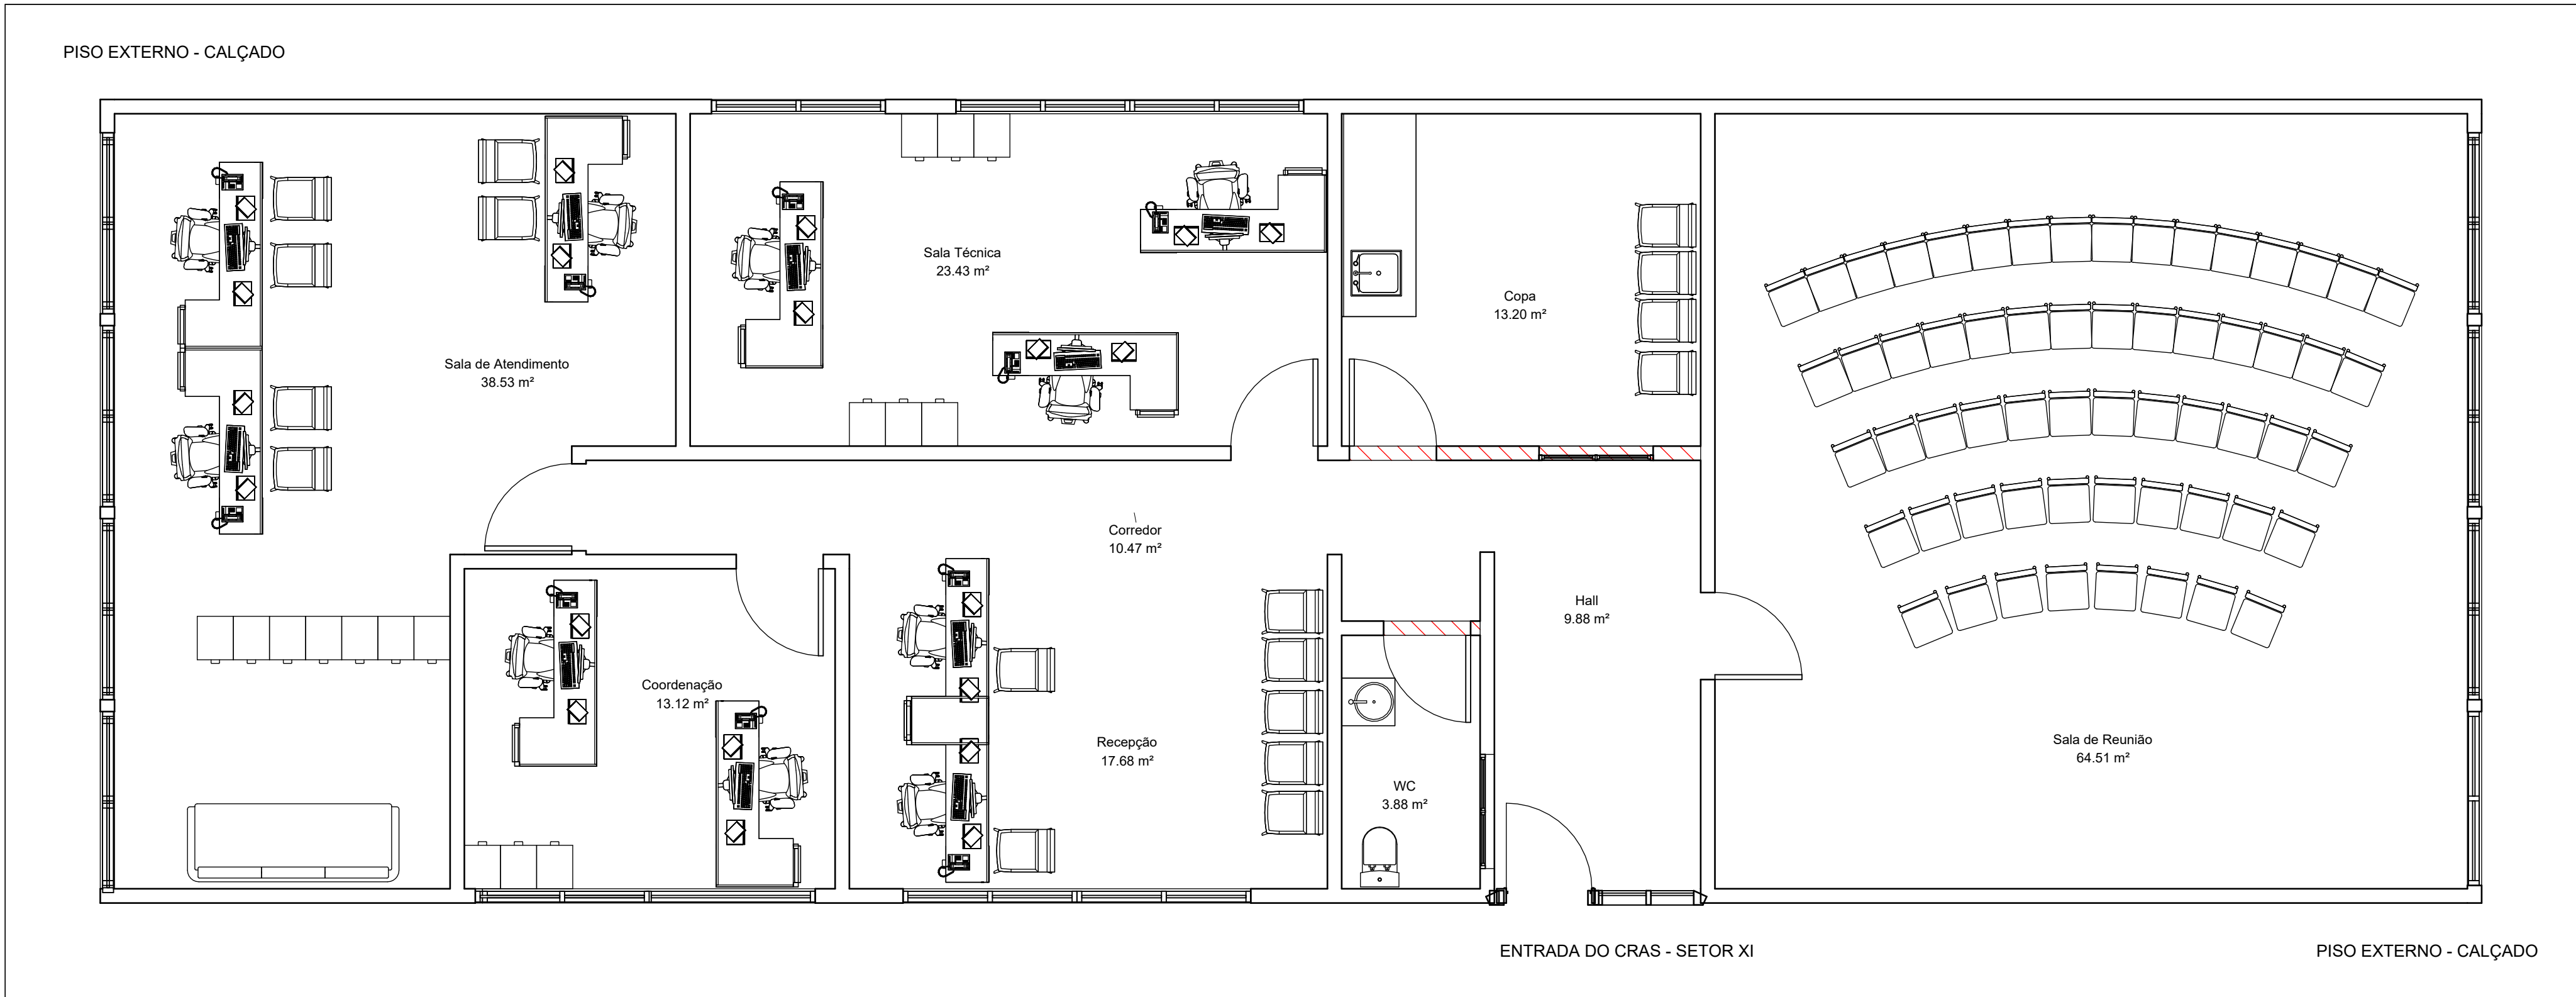 PISO EXTERNO - CALÇADO
Sala Técnica
23.43 m²
Copa
13.20 m²
Sala de Atendimento
38.53 m²
Corredor
10.47 m²
Hall
9.88 m²
Coordenação
13.12 m²
Recepção
17.68 m²
Sala de Reunião
64.51 m²
WC
3.88 m²
ENTRADA DO CRAS - SETOR XI
PISO EXTERNO - CALÇADO